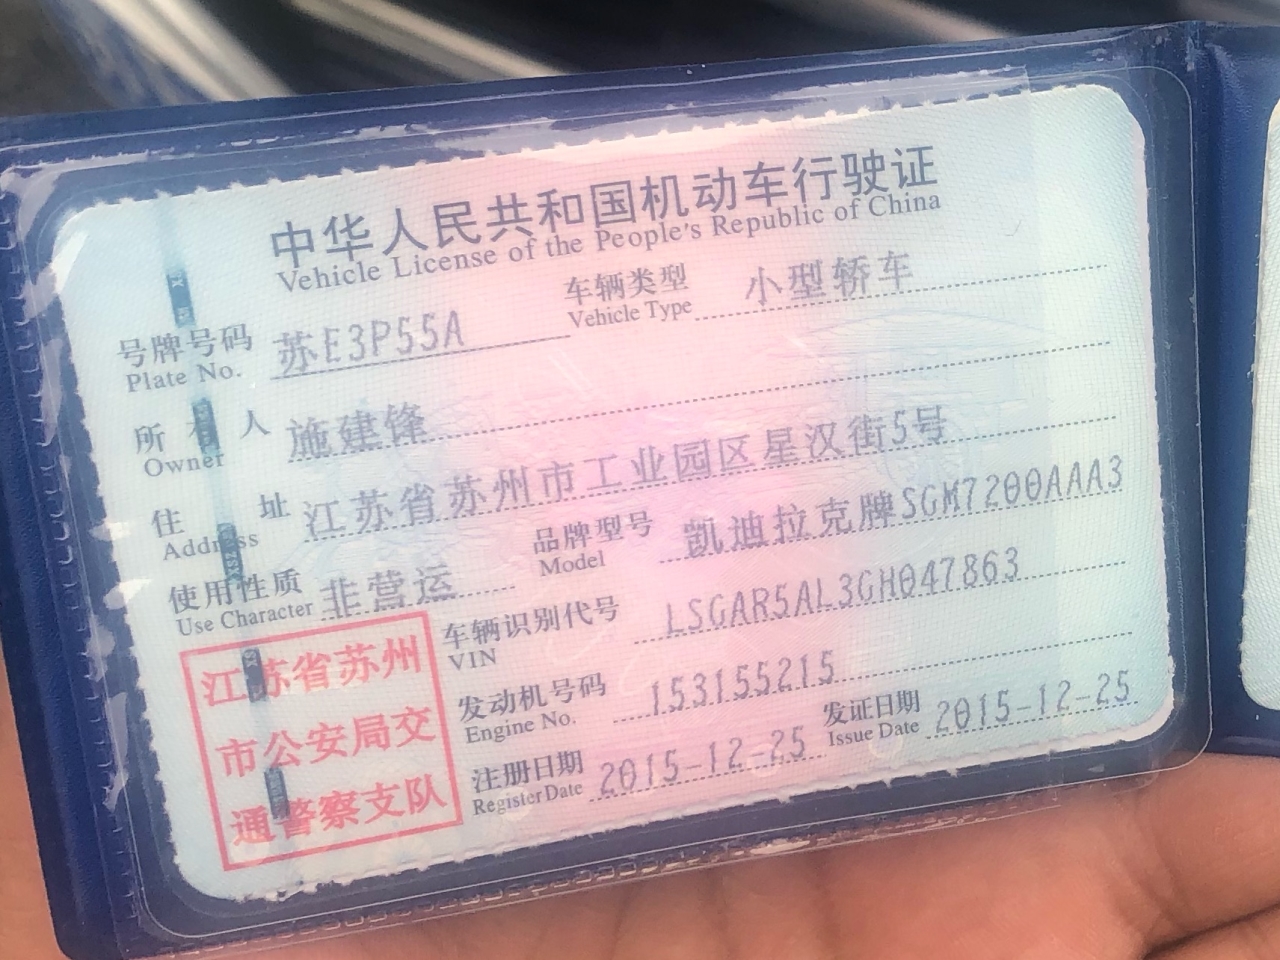 中华人民共和国机动车行驶证
Vehicle License of the People's Republic of China
号牌号码 苏E3P55A 车辆类型 小型轿车
Plate No. Vehicle Type
所有人 施建锋
Owner
住址 江苏省苏州市工业园区星汉街5号
Address
使用性质 非营运 品牌型号 凯迪拉克牌SGM7200AAA3
Use Character Model
车辆识别代号 LSGAR5AL3GH047863
VIN
发动机号码 153155215
Engine No.
注册日期 2015-12-25 发证日期 2015-12-25
Register Date Issue Date
江苏省苏州
市公安局交
通警察支队